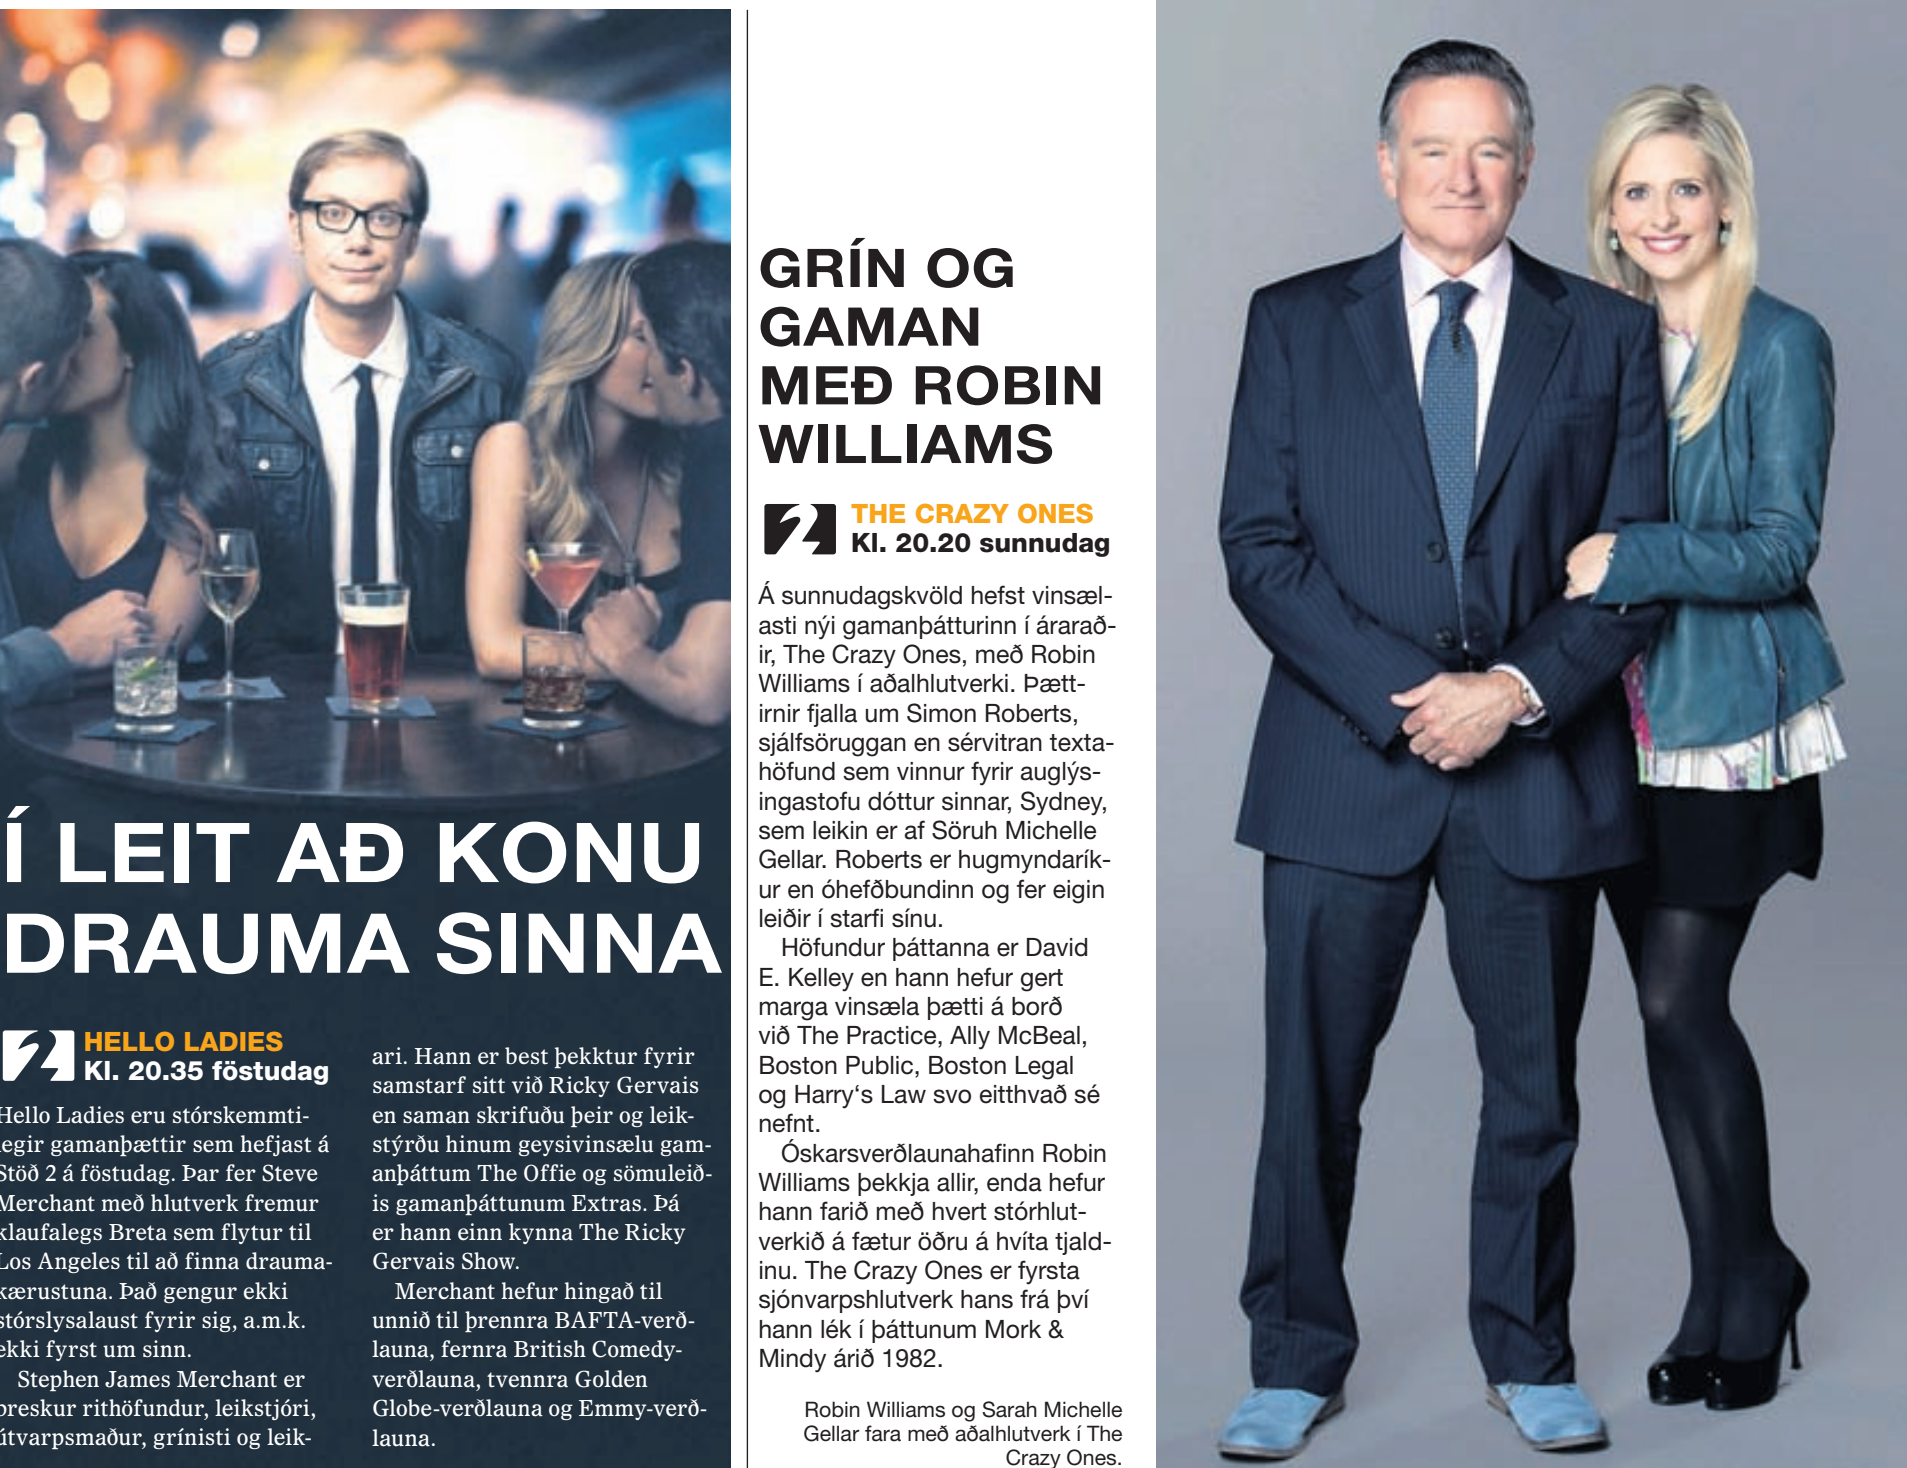 Í LEIT AÐ KONU
DRAUMA SINNA
2 HELLO LADIES
Kl. 20.35 föstudag
Hello Ladies eru stórskemmti-
legir gamanþættir sem hefjast á
Stöð 2 á föstudag. Þar fer Steve
Merchant með hlutverk fremur
klaufalegs Breta sem flytur til
Los Angeles til að finna drauma-
kærustuna. Það gengur ekki
stórslysalaust fyrir sig, a.m.k.
ekki fyrst um sinn.
Stephen James Merchant er
breskur rithöfundur, leikstjóri,
útvarpsmaður, grínisti og leik-
ari. Hann er best þekktur fyrir
samstarf sitt við Ricky Gervais
en saman skrifuðu þeir og leik-
stýrðu hinum geysivinsælu gam-
anþáttum The Offie og sömuleið-
is gamanþáttunum Extras. Þá
er hann einn kynna The Ricky
Gervais Show.
Merchant hefur hingað til
unnið til þrennra BAFTA-verð-
launa, fernra British Comedy-
verðlauna, tvennra Golden
Globe-verðlauna og Emmy-verð-
launa.
GRÍN OG
GAMAN
MEÐ ROBIN
WILLIAMS
2 THE CRAZY ONES
Kl. 20.20 sunnudag
Á sunnudagskvöld hefst vinsæl-
asti nýi gamanþátturinn í árarað-
ir, The Crazy Ones, með Robin
Williams í aðalhlutverki. Þætt-
irnir fjalla um Simon Roberts,
sjálfsöruggan en sérvitran texta-
höfund sem vinnur fyrir auglýs-
ingastofu dóttur sinnar, Sydney,
sem leikin er af Söruh Michelle
Gellar. Roberts er hugmyndarík-
ur en óhefðbundinn og fer eigin
leiðir í starfi sínu.
Höfundur þáttanna er David
E. Kelley en hann hefur gert
marga vinsæla þætti á borð
við The Practice, Ally McBeal,
Boston Public, Boston Legal
og Harry‘s Law svo eitthvað sé
nefnt.
Óskarsverðlaunahafinn Robin
Williams þekkja allir, enda hefur
hann farið með hvert stórhlut-
verkið á fætur öðru á hvíta tjald-
inu. The Crazy Ones er fyrsta
sjónvarpshlutverk hans frá því
hann lék í þáttunum Mork &
Mindy árið 1982.
Robin Williams og Sarah Michelle
Gellar fara með aðalhlutverk í The
Crazy Ones.